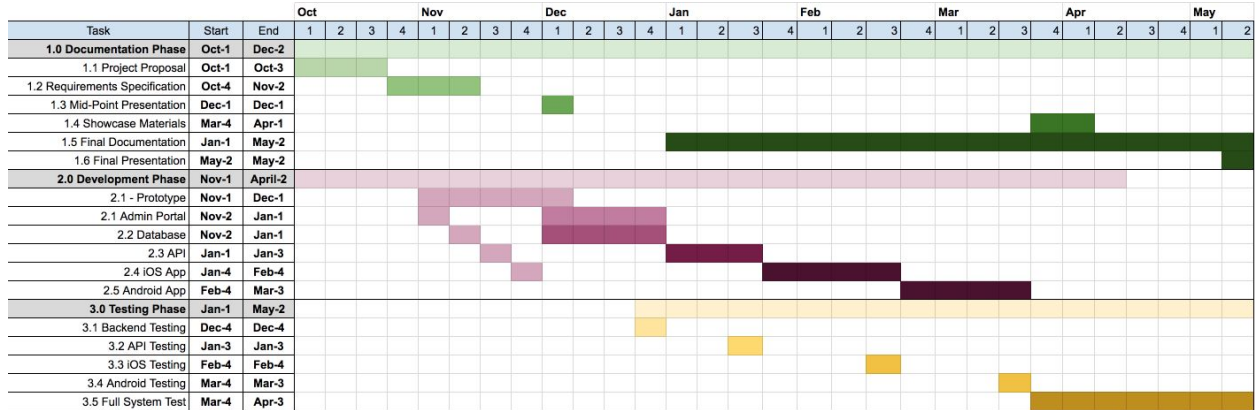 Oct Nov Dec Jan Feb Mar Apr May
Task Start End 1 2 3 4 1 2 3 4 1 2 3 4 1 2 3 4 1 2 3 4 1 2 3 4 1 2 3 4 1 2
1.0 Documentation Phase Oct-1 Dec-2
1.1 Project Proposal Oct-1 Oct-3
1.2 Requirements Specification Oct-4 Nov-2
1.3 Mid-Point Presentation Dec-1 Dec-1
1.4 Showcase Materials Mar-4 Apr-1
1.5 Final Documentation Jan-1 May-2
1.6 Final Presentation May-2 May-2
2.0 Development Phase Nov-1 April-2
2.1 - Prototype Nov-1 Dec-1
2.1 Admin Portal Nov-2 Jan-1
2.2 Database Nov-2 Jan-1
2.3 API Jan-1 Jan-3
2.4 iOS App Jan-4 Feb-4
2.5 Android App Feb-4 Mar-3
3.0 Testing Phase Jan-1 May-2
3.1 Backend Testing Dec-4 Dec-4
3.2 API Testing Jan-3 Jan-3
3.3 iOS Testing Feb-4 Feb-4
3.4 Android Testing Mar-4 Mar-3
3.5 Full System Test Mar-4 Apr-3